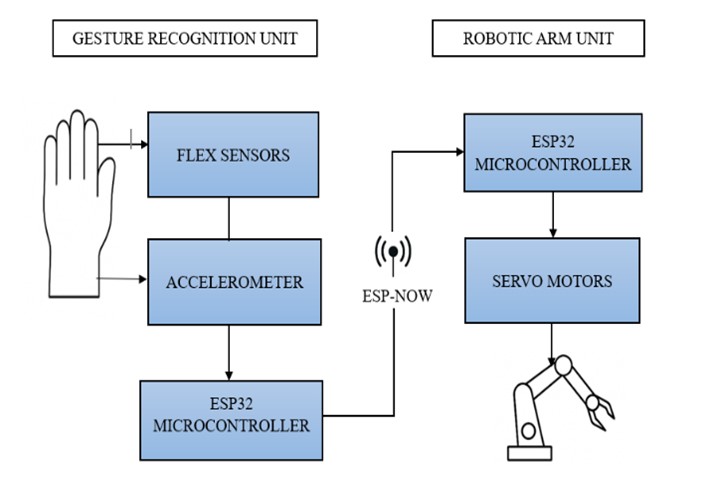 GESTURE RECOGNITION UNIT
ROBOTIC ARM UNIT
FLEX SENSORS
ACCELEROMETER
ESP32
MICROCONTROLLER
ESP-NOW
ESP32
MICROCONTROLLER
SERVO MOTORS